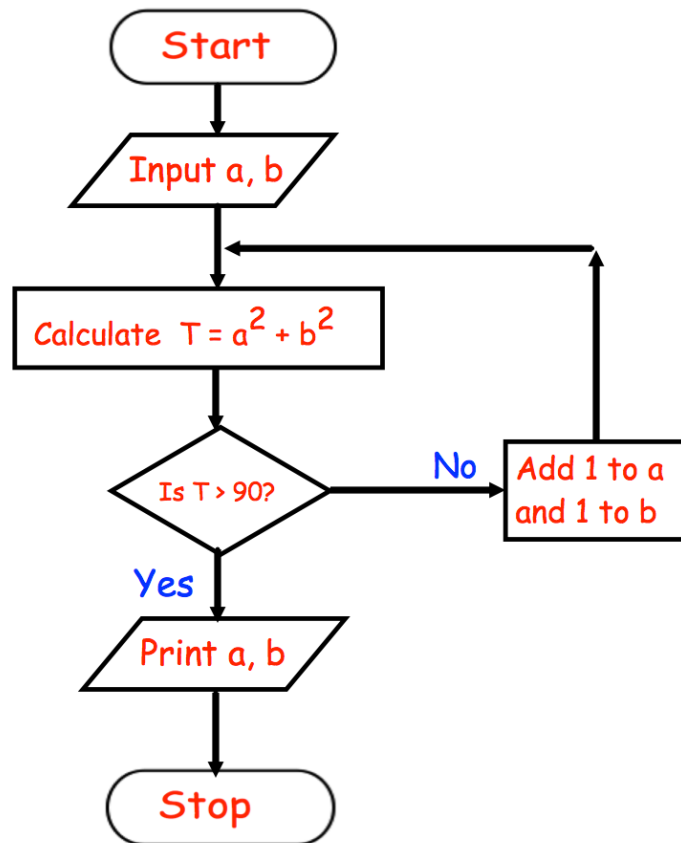 Start
Input a, b
Calculate T = a² + b²
Is T > 90?
No
Add 1 to a
and 1 to b
Yes
Print a, b
Stop